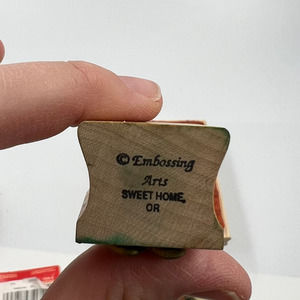 © Embossing
Arts
SWEET HOME,
OR